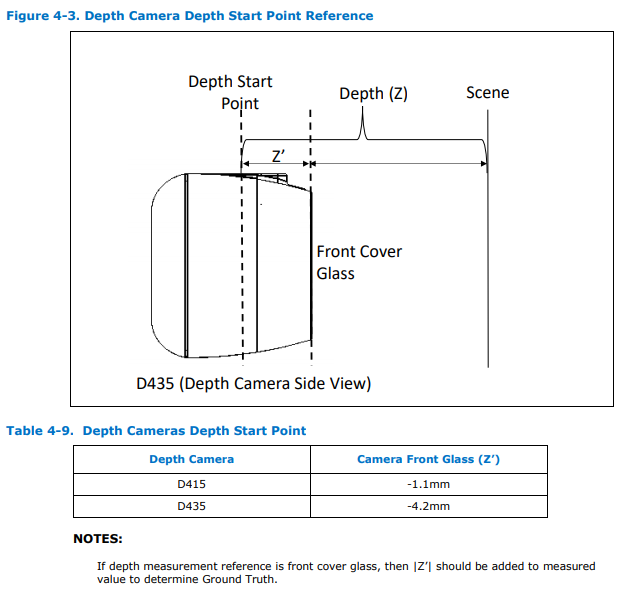 Figure 4-3. Depth Camera Depth Start Point Reference
Depth Start
Point
Depth (Z)
Scene
Z’
Front Cover
Glass
D435 (Depth Camera Side View)
Table 4-9. Depth Cameras Depth Start Point
Depth Camera Camera Front Glass (Z’)
D415 -1.1mm
D435 -4.2mm
NOTES:
If depth measurement reference is front cover glass, then |Z’| should be added to measured
value to determine Ground Truth.